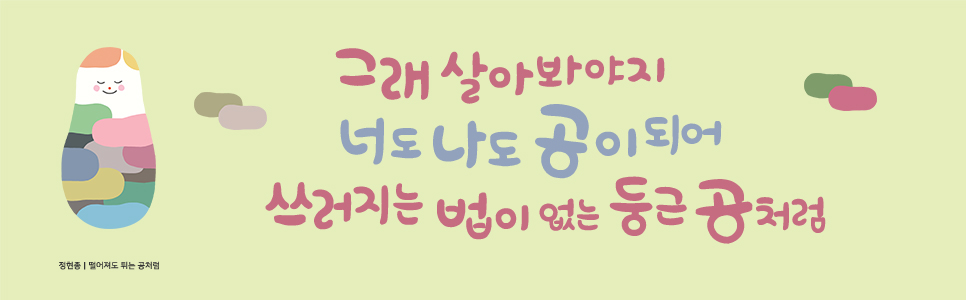 그래 살아봐야지
너도 나도 공이 되어
쓰러지는 법이 없는 둥근 공처럼
정현종 | 떨어져도 튀는 공처럼